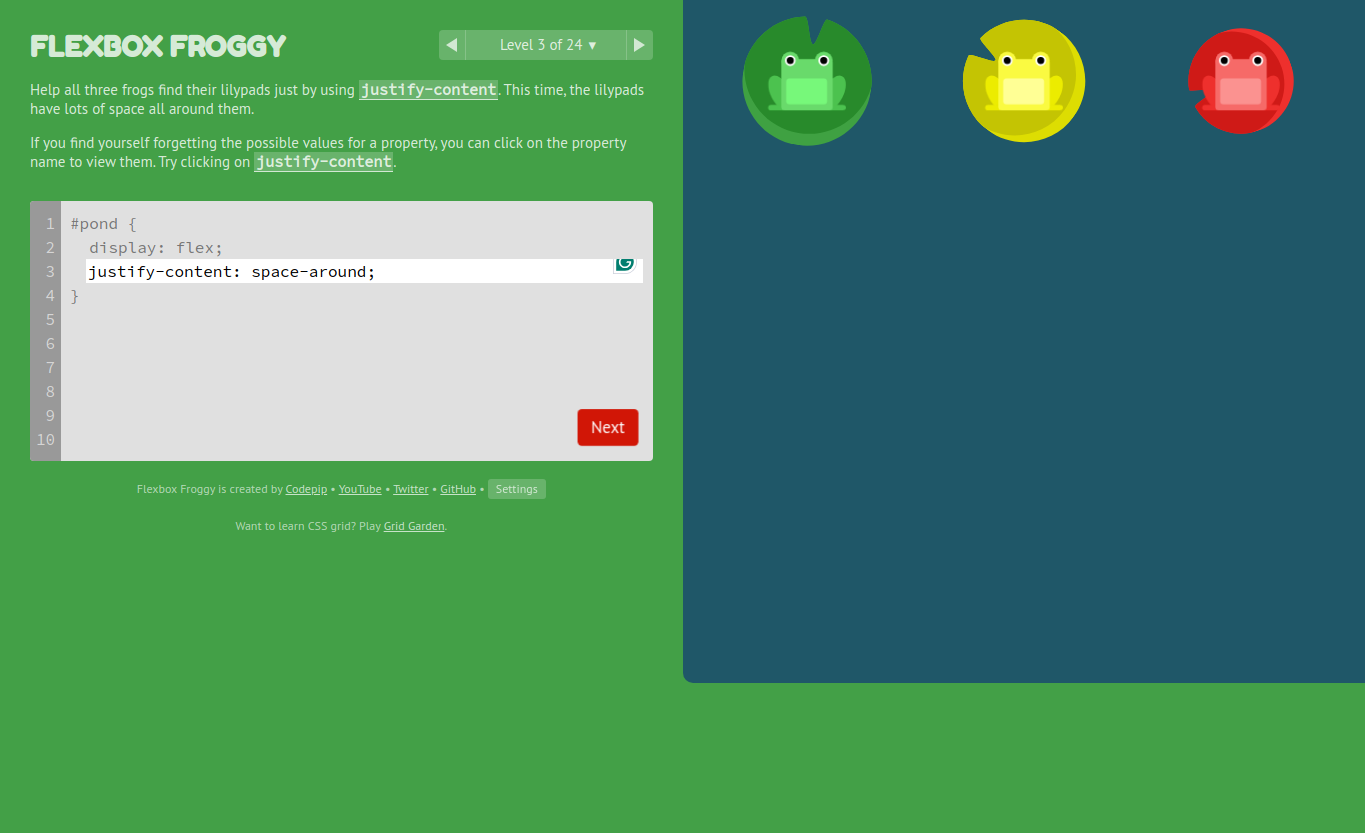 FLEXBOX FROGGY
◀ Level 3 of 24 ▼ ▶
Help all three frogs find their lilypads just by using justify-content. This time, the lilypads
have lots of space all around them.
If you find yourself forgetting the possible values for a property, you can click on the property
name to view them. Try clicking on justify-content.
1 #pond {
2 display: flex;
3 justify-content: space-around;
4 }
5
6
7
8
9
10
Next
Flexbox Froggy is created by Codepip • YouTube • Twitter • GitHub • Settings
Want to learn CSS grid? Play Grid Garden.